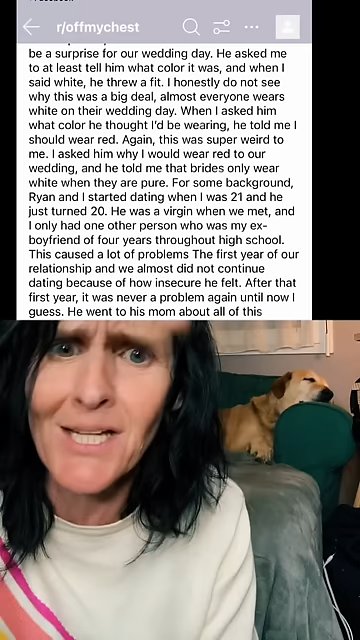 r/offmychest
be a surprise for our wedding day. He asked me
to at least tell him what color it was, and when I
said white, he threw a fit. I honestly do not see
why this was a big deal, almost everyone wears
white on their wedding day. When I asked him
what color he thought I'd be wearing, he told me I
should wear red. Again, this was super weird to
me. I asked him why I would wear red to our
wedding, and he told me that brides only wear
white when they are pure. For some background,
Ryan and I started dating when I was 21 and he
just turned 20. He was a virgin when we met, and
I only had one other person who was my ex-
boyfriend of four years throughout high school.
This caused a lot of problems The first year of our
relationship and we almost did not continue
dating because of how insecure he felt. After that
first year, it was never a problem again until now I
guess. He went to his mom about all of this